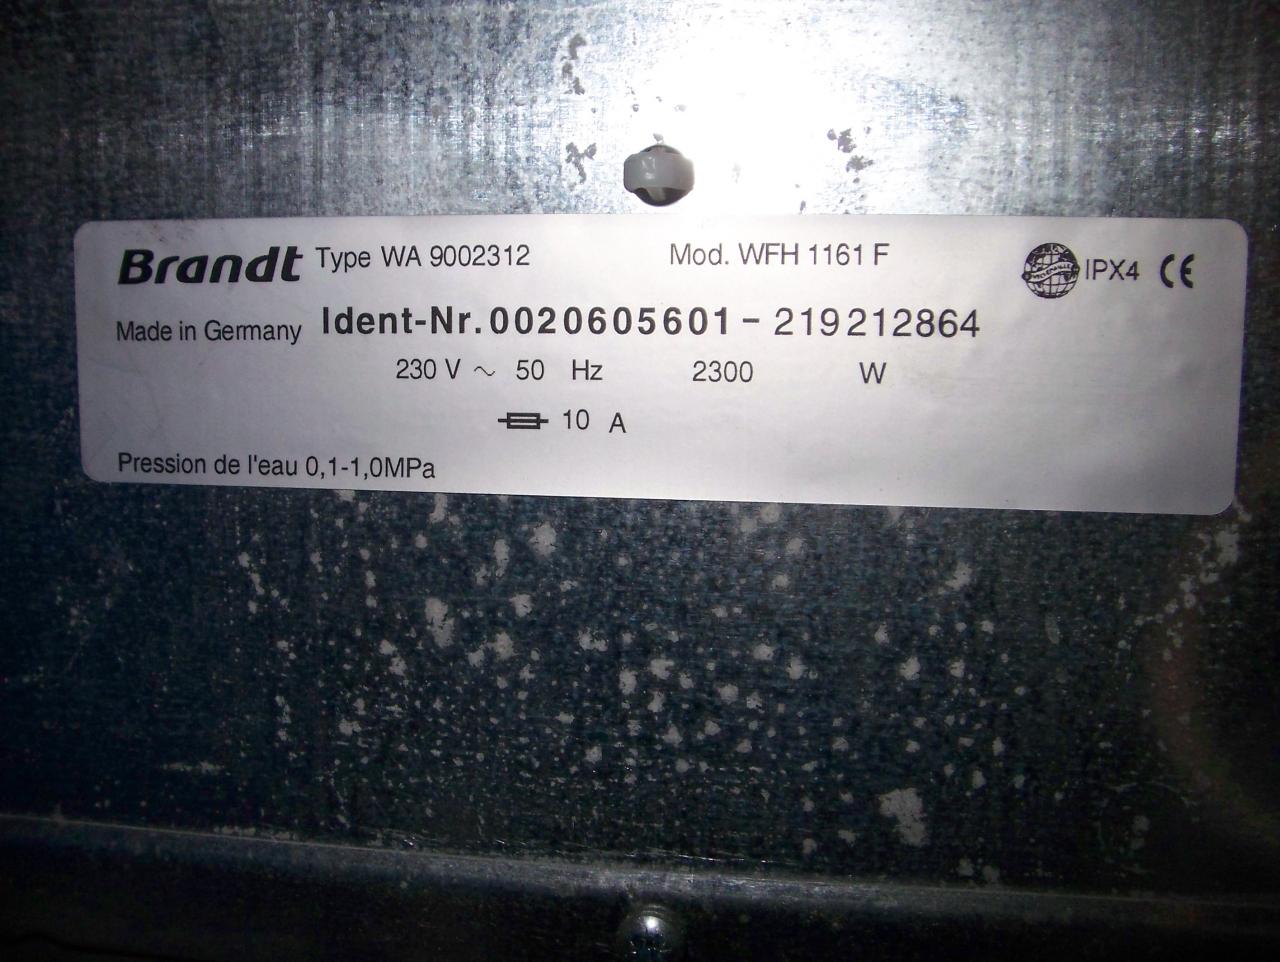 Brandt Type WA 9002312 Mod. WFH 1161 F IPX4 CE
Made in Germany Ident-Nr. 0020605601 - 219212864
230 V ~ 50 Hz 2300 W
10 A
Pression de l'eau 0,1-1,0MPa